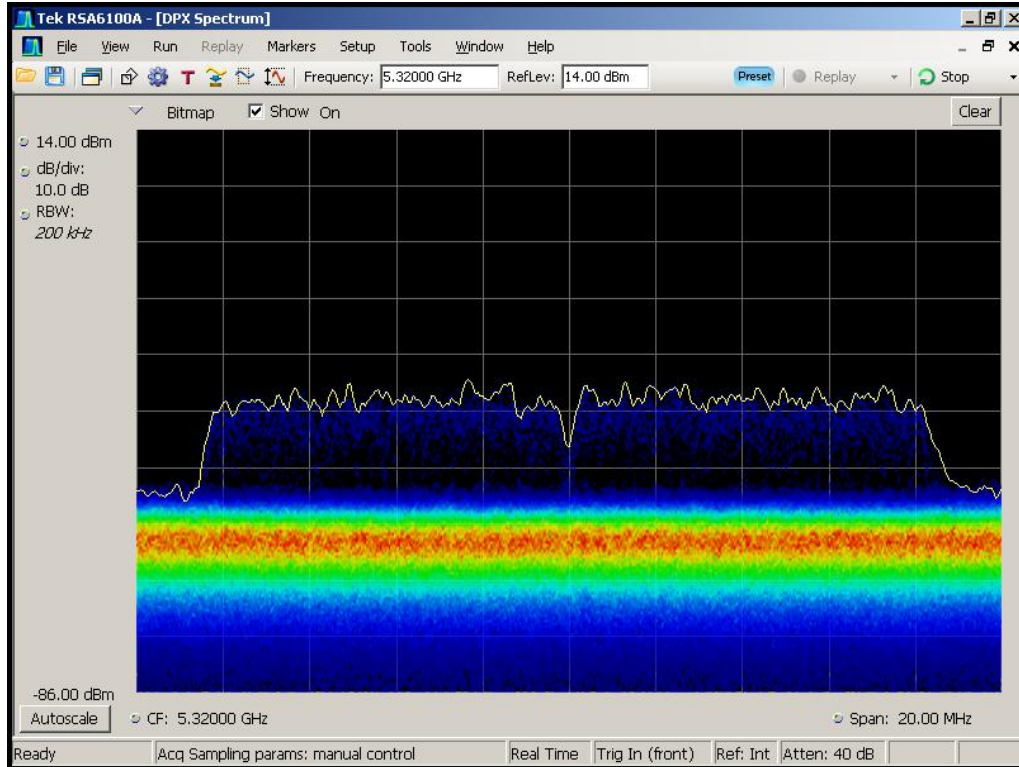 Tek RSA6100A - [DPX Spectrum]
File View Run Replay Markers Setup Tools Window Help
T Frequency: 5.32000 GHz RefLev: 14.00 dBm Preset Replay Stop
Bitmap Show On Clear
14.00 dBm
dB/div:
10.0 dB
RBW:
200 kHz
-86.00 dBm
Autoscale CF: 5.32000 GHz Span: 20.00 MHz
Ready Acq Sampling params: manual control Real Time Trig In (front) Ref: Int Atten: 40 dB